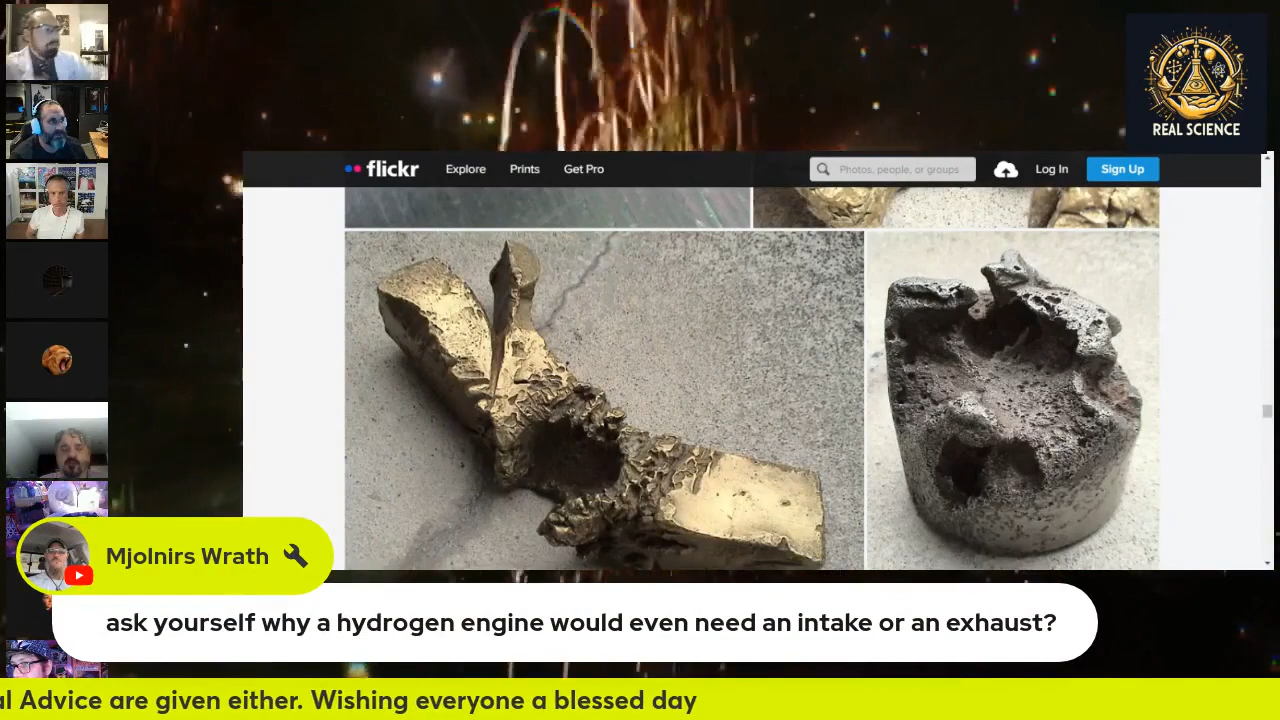 REAL SCIENCE
flickr Explore Prints Get Pro Photos, people, or groups Log In Sign Up
Mjolnirs Wrath
ask yourself why a hydrogen engine would even need an intake or an exhaust?
al Advice are given either. Wishing everyone a blessed day